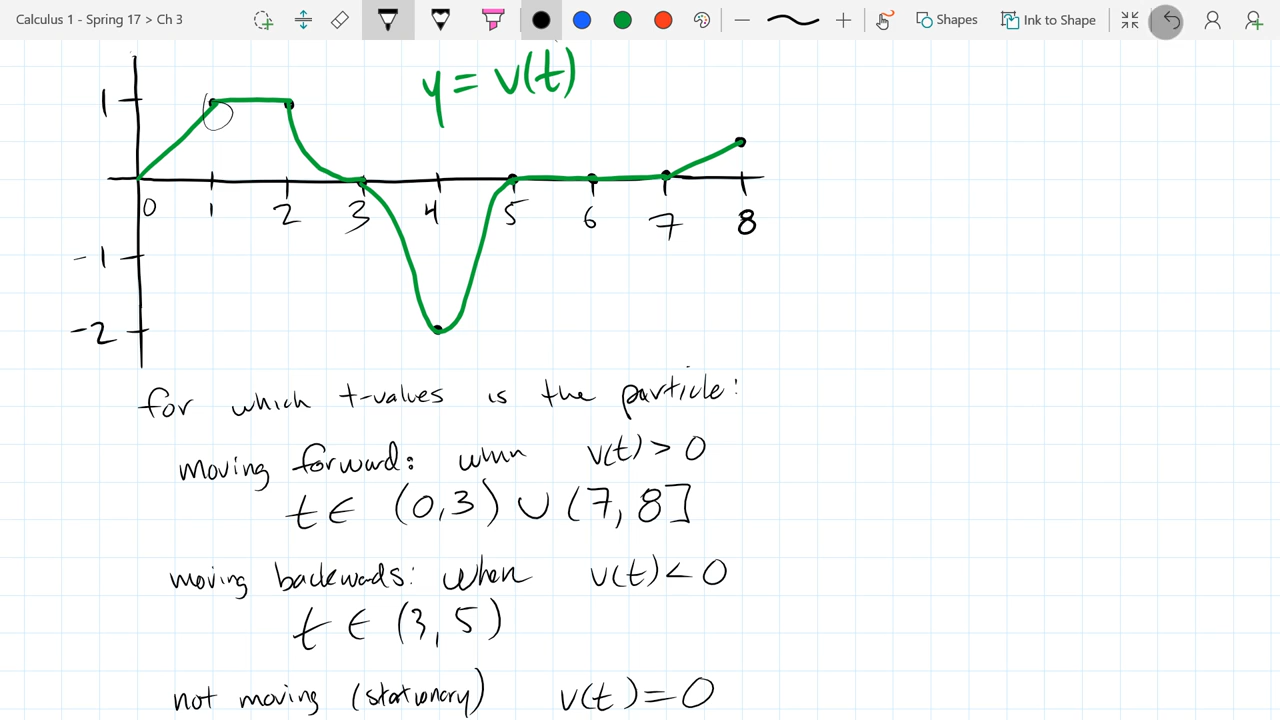 Calculus 1 - Spring 17 > Ch 3
Shapes
Ink to Shape
y = v(t)
1
0 1 2 3 4 5 6 7 8
-1
-2
for which t-values is the particle:
moving forward: when v(t) > 0
t ∈ (0,3) ∪ (7, 8]
moving backwads: when v(t) < 0
t ∈ (3, 5)
not moving (stationary) v(t) = 0